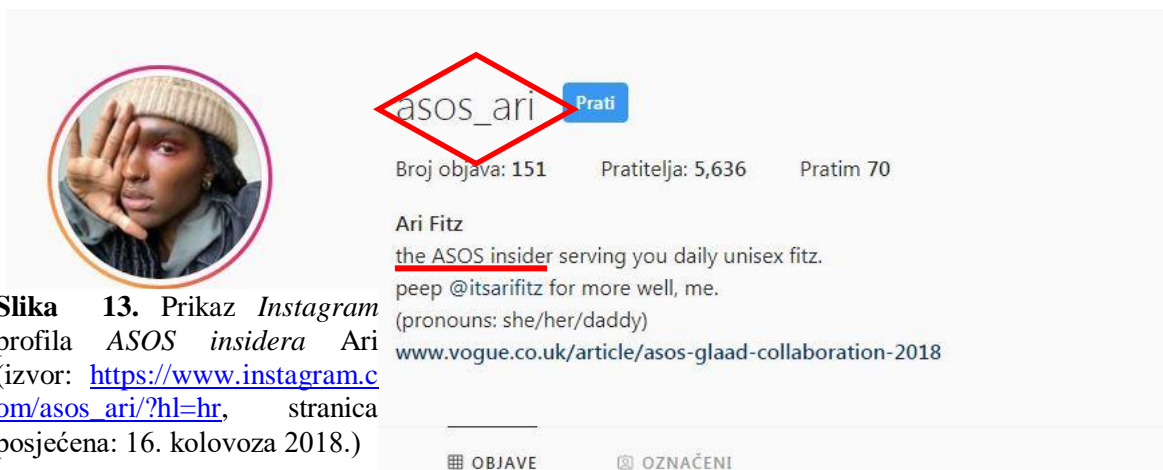 asos_ari Prati
Broj objava: 151 Pratitelja: 5,636 Pratim 70
Ari Fitz
the ASOS insider serving you daily unisex fitz.
peep @itsarifitz for more well, me.
(pronouns: she/her/daddy)
www.vogue.co.uk/article/asos-glaad-collaboration-2018
OBJAVE OZNAČENI
Slika 13. Prikaz Instagram
profila ASOS insidera Ari
(izvor: https://www.instagram.c
om/asos_ari/?hl=hr, stranica
posjećena: 16. kolovoza 2018.)